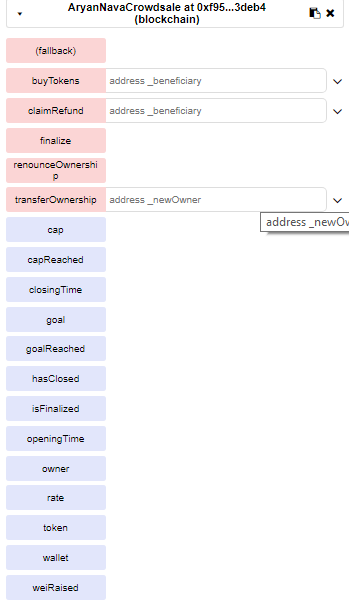 AryanNavaCrowdsale at 0xf95...3deb4
(blockchain)
(fallback)
buyTokens address _beneficiary
claimRefund address _beneficiary
finalize
renounceOwnershi
p
transferOwnership address _newOwner
address _newOw
cap
capReached
closingTime
goal
goalReached
hasClosed
isFinalized
openingTime
owner
rate
token
wallet
weiRaised